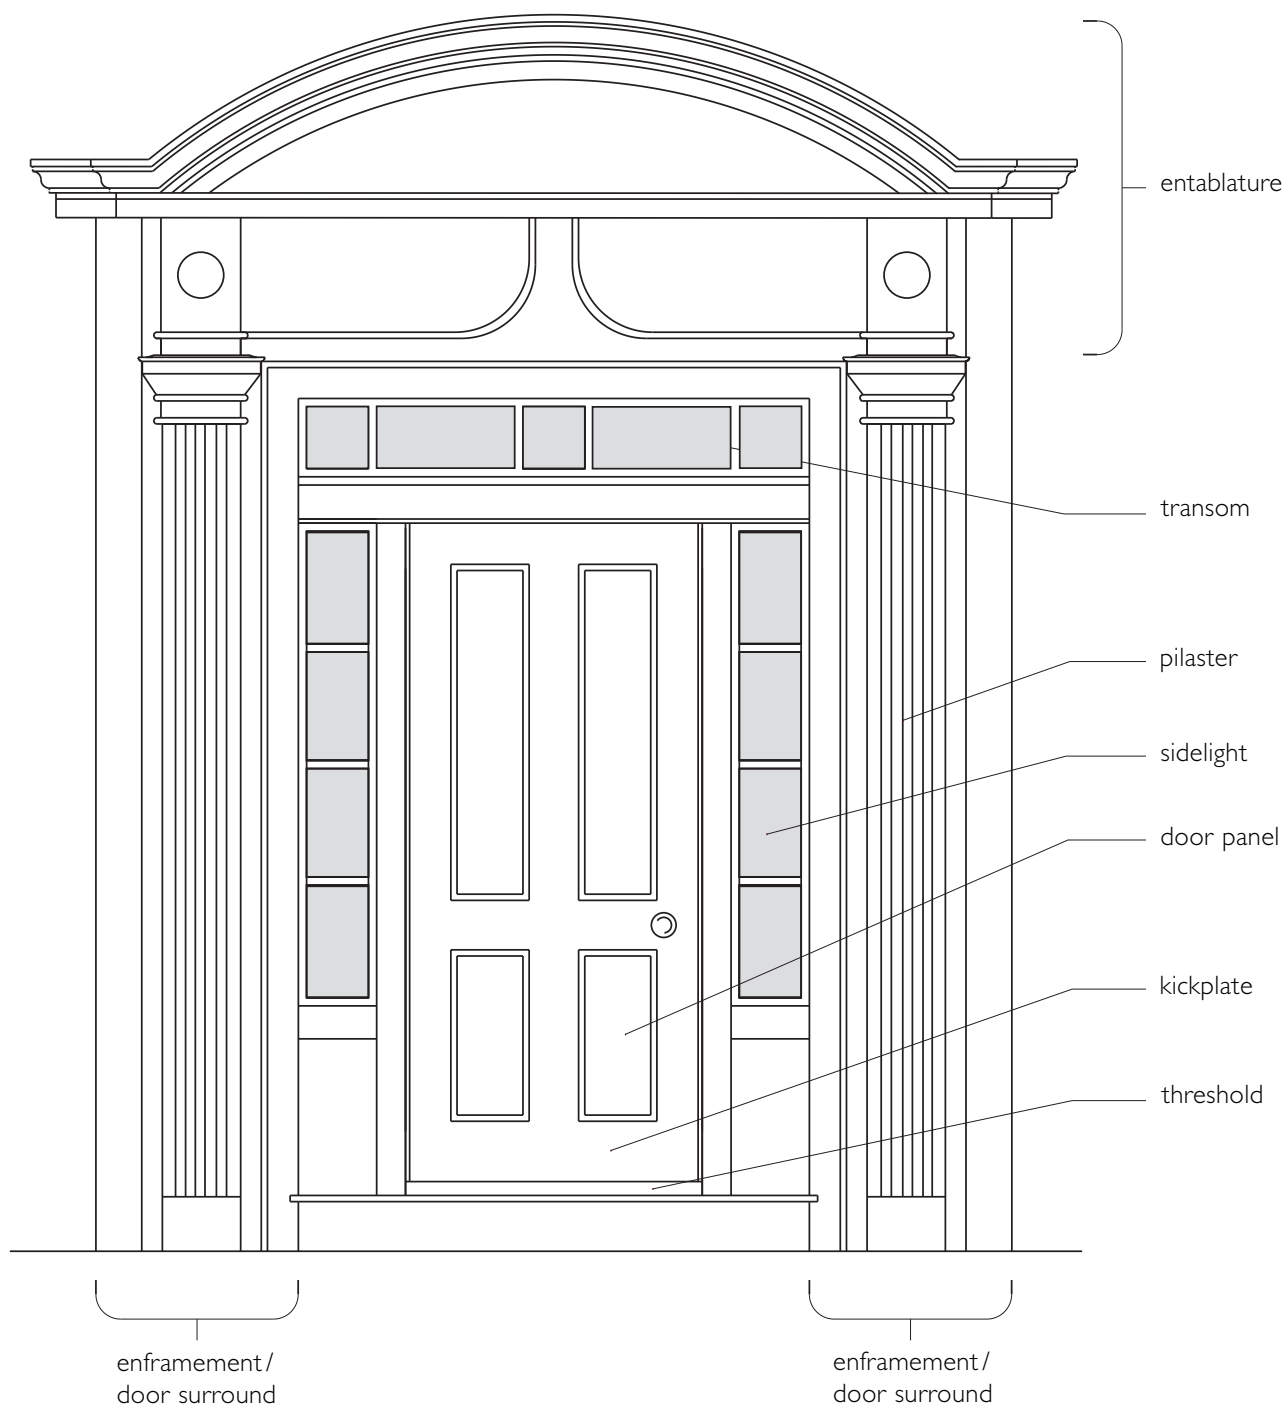 entablature
transom
pilaster
sidelight
door panel
kickplate
threshold
enframement/
door surround
enframement/
door surround